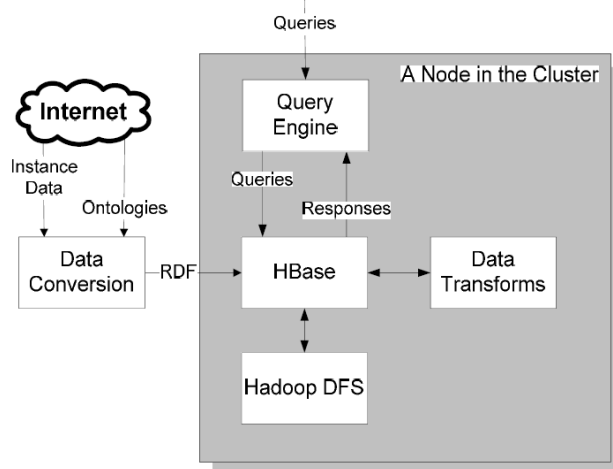 Queries
A Node in the Cluster
Query
Engine
Internet
Instance
Data
Ontologies
Queries
Responses
Data
Conversion
RDF
HBase
Data
Transforms
Hadoop DFS